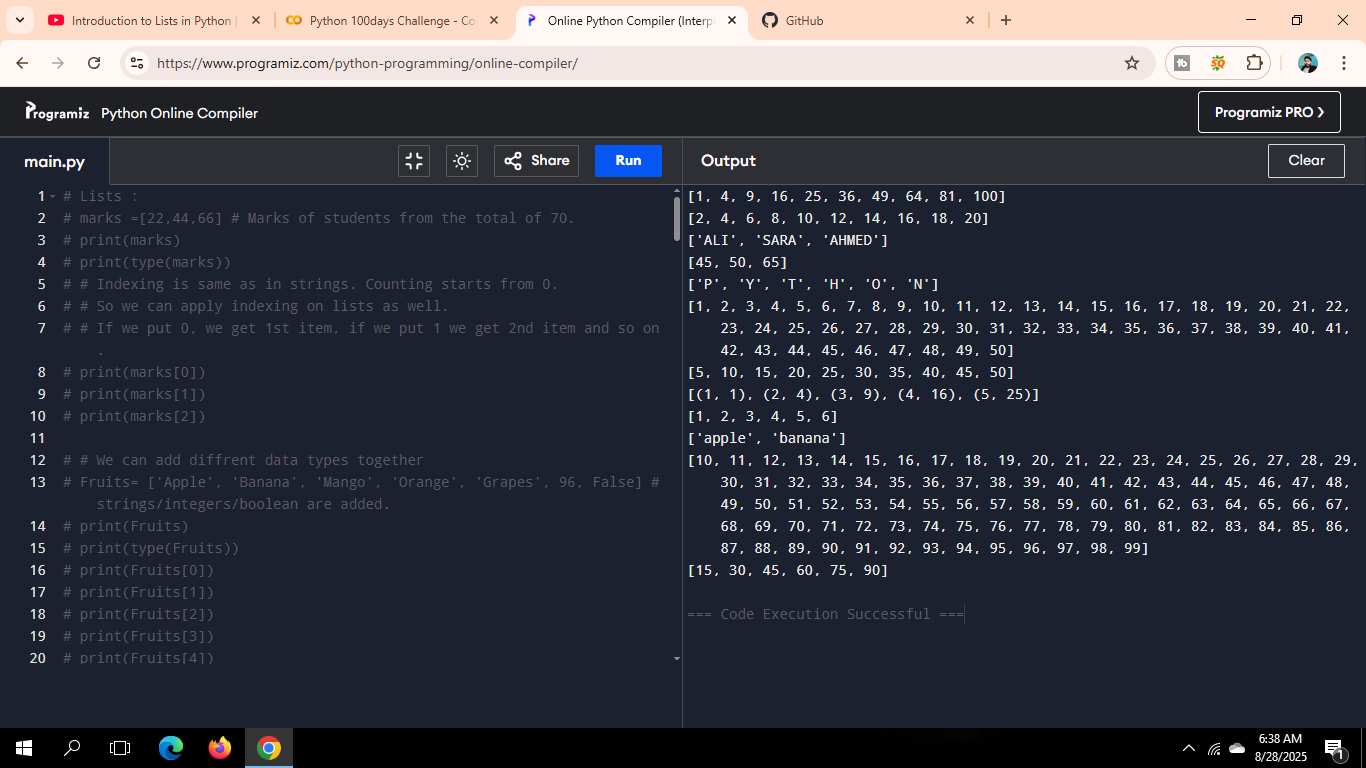 Introduction to Lists in Python |
Python 100days Challenge - Co
Online Python Compiler (Interp
GitHub
https://www.programiz.com/python-programming/online-compiler/
Programiz Python Online Compiler
Programiz PRO >
main.py
Share
Run
Output
Clear
1 # Lists :
2 # marks =[22,44,66] # Marks of students from the total of 70.
3 # print(marks)
4 # print(type(marks))
5 # # Indexing is same as in strings. Counting starts from 0.
6 # # So we can apply indexing on lists as well.
7 # # If we put 0, we get 1st item, if we put 1 we get 2nd item and so on
.
8 # print(marks[0])
9 # print(marks[1])
10 # print(marks[2])
11
12 # # We can add diffrent data types together
13 # Fruits= ['Apple', 'Banana', 'Mango', 'Orange', 'Grapes', 96, False] #
strings/integers/boolean are added.
14 # print(Fruits)
15 # print(type(Fruits))
16 # print(Fruits[0])
17 # print(Fruits[1])
18 # print(Fruits[2])
19 # print(Fruits[3])
20 # print(Fruits[4])
[1, 4, 9, 16, 25, 36, 49, 64, 81, 100]
[2, 4, 6, 8, 10, 12, 14, 16, 18, 20]
['ALI', 'SARA', 'AHMED']
[45, 50, 65]
['P', 'Y', 'T', 'H', 'O', 'N']
[1, 2, 3, 4, 5, 6, 7, 8, 9, 10, 11, 12, 13, 14, 15, 16, 17, 18, 19, 20, 21, 22,
23, 24, 25, 26, 27, 28, 29, 30, 31, 32, 33, 34, 35, 36, 37, 38, 39, 40, 41,
42, 43, 44, 45, 46, 47, 48, 49, 50]
[5, 10, 15, 20, 25, 30, 35, 40, 45, 50]
[(1, 1), (2, 4), (3, 9), (4, 16), (5, 25)]
[1, 2, 3, 4, 5, 6]
['apple', 'banana']
[10, 11, 12, 13, 14, 15, 16, 17, 18, 19, 20, 21, 22, 23, 24, 25, 26, 27, 28, 29,
30, 31, 32, 33, 34, 35, 36, 37, 38, 39, 40, 41, 42, 43, 44, 45, 46, 47, 48,
49, 50, 51, 52, 53, 54, 55, 56, 57, 58, 59, 60, 61, 62, 63, 64, 65, 66, 67,
68, 69, 70, 71, 72, 73, 74, 75, 76, 77, 78, 79, 80, 81, 82, 83, 84, 85, 86,
87, 88, 89, 90, 91, 92, 93, 94, 95, 96, 97, 98, 99]
[15, 30, 45, 60, 75, 90]
=== Code Execution Successful ===
6:38 AM
8/28/2025
1